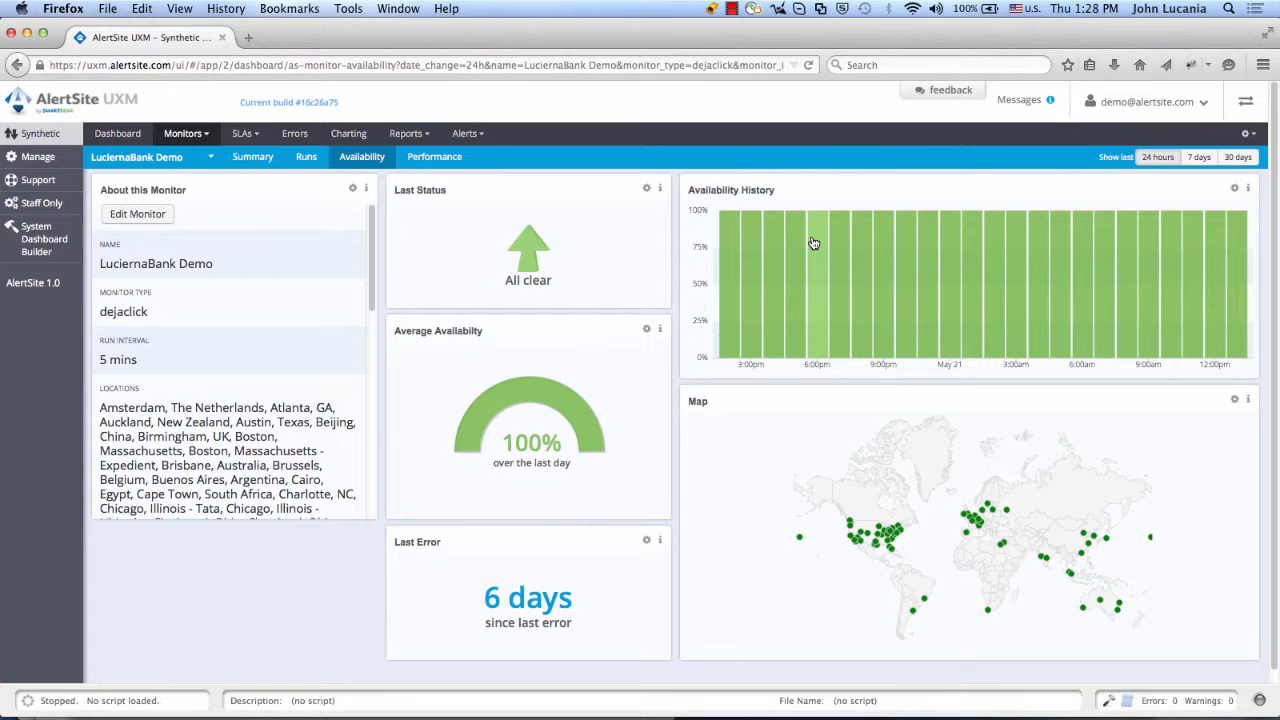 Firefox File Edit View History Bookmarks Tools Window Help 100% U.S. Thu 1:28 PM John Lucania
AlertSite UXM – Synthetic ...
https://uxm.alertsite.com/ui/#/app/2/dashboard/as-monitor-availability?date_change=24h&name=LuciernaBank Demo&monitor_type=dejaclick&monitor_i Search
AlertSite UXM
by SMARTBEAR
Current build #16c26a75
feedback
Messages
demo@alertsite.com
Synthetic
Dashboard Monitors SLAs Errors Charting Reports Alerts
Manage
LuciernaBank Demo Summary Runs Availability Performance Show last 24 hours 7 days 30 days
Support
Staff Only
System
Dashboard
Builder
AlertSite 1.0
About this Monitor
Edit Monitor
NAME
LuciernaBank Demo
MONITOR TYPE
dejaclick
RUN INTERVAL
5 mins
LOCATIONS
Amsterdam, The Netherlands, Atlanta, GA,
Auckland, New Zealand, Austin, Texas, Beijing,
China, Birmingham, UK, Boston,
Massachusetts, Boston, Massachusetts -
Expedient, Brisbane, Australia, Brussels,
Belgium, Buenos Aires, Argentina, Cairo,
Egypt, Cape Town, South Africa, Charlotte, NC,
Chicago, Illinois - Tata, Chicago, Illinois -
Last Status
All clear
Average Availabilty
100%
over the last day
Last Error
6 days
since last error
Availability History
100%
75%
50%
25%
0%
3:00pm 6:00pm 9:00pm May 21 3:00am 6:00am 9:00am 12:00pm
Map
Stopped. No script loaded. Description: (no script) File Name: (no script) Errors: 0 Warnings: 0